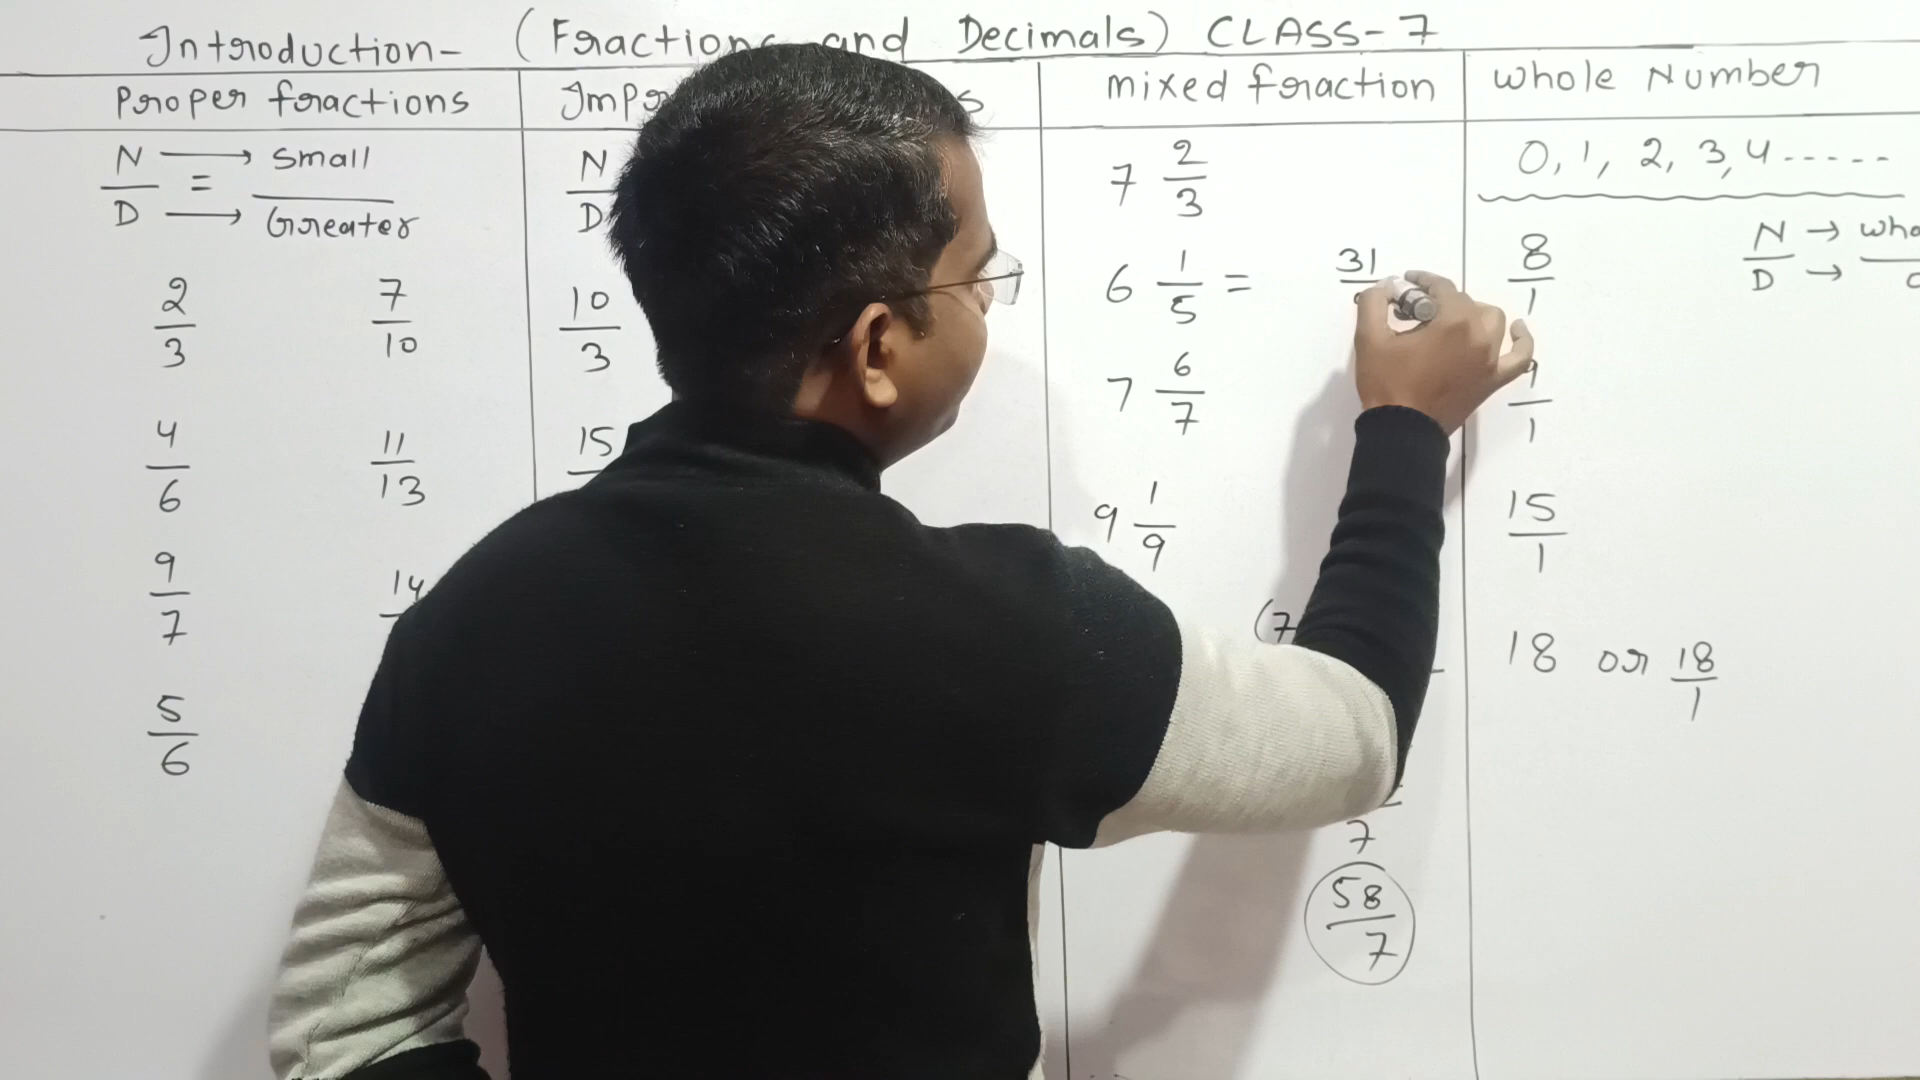 Introduction- (Fractions and Decimals) CLASS-7
Proper fractions
N → small
D → Greater
=
2/3
7/10
4/6
11/13
9/7
14
5/6
N
D
10/3
15
mixed fraction
7 2/3
6 1/5 = 31
7 6/7
9 1/9
(7
7
58/7
Whole Number
0, 1, 2, 3, 4 -----
8/1
N →
D →
9/1
15/1
18 or 18/1